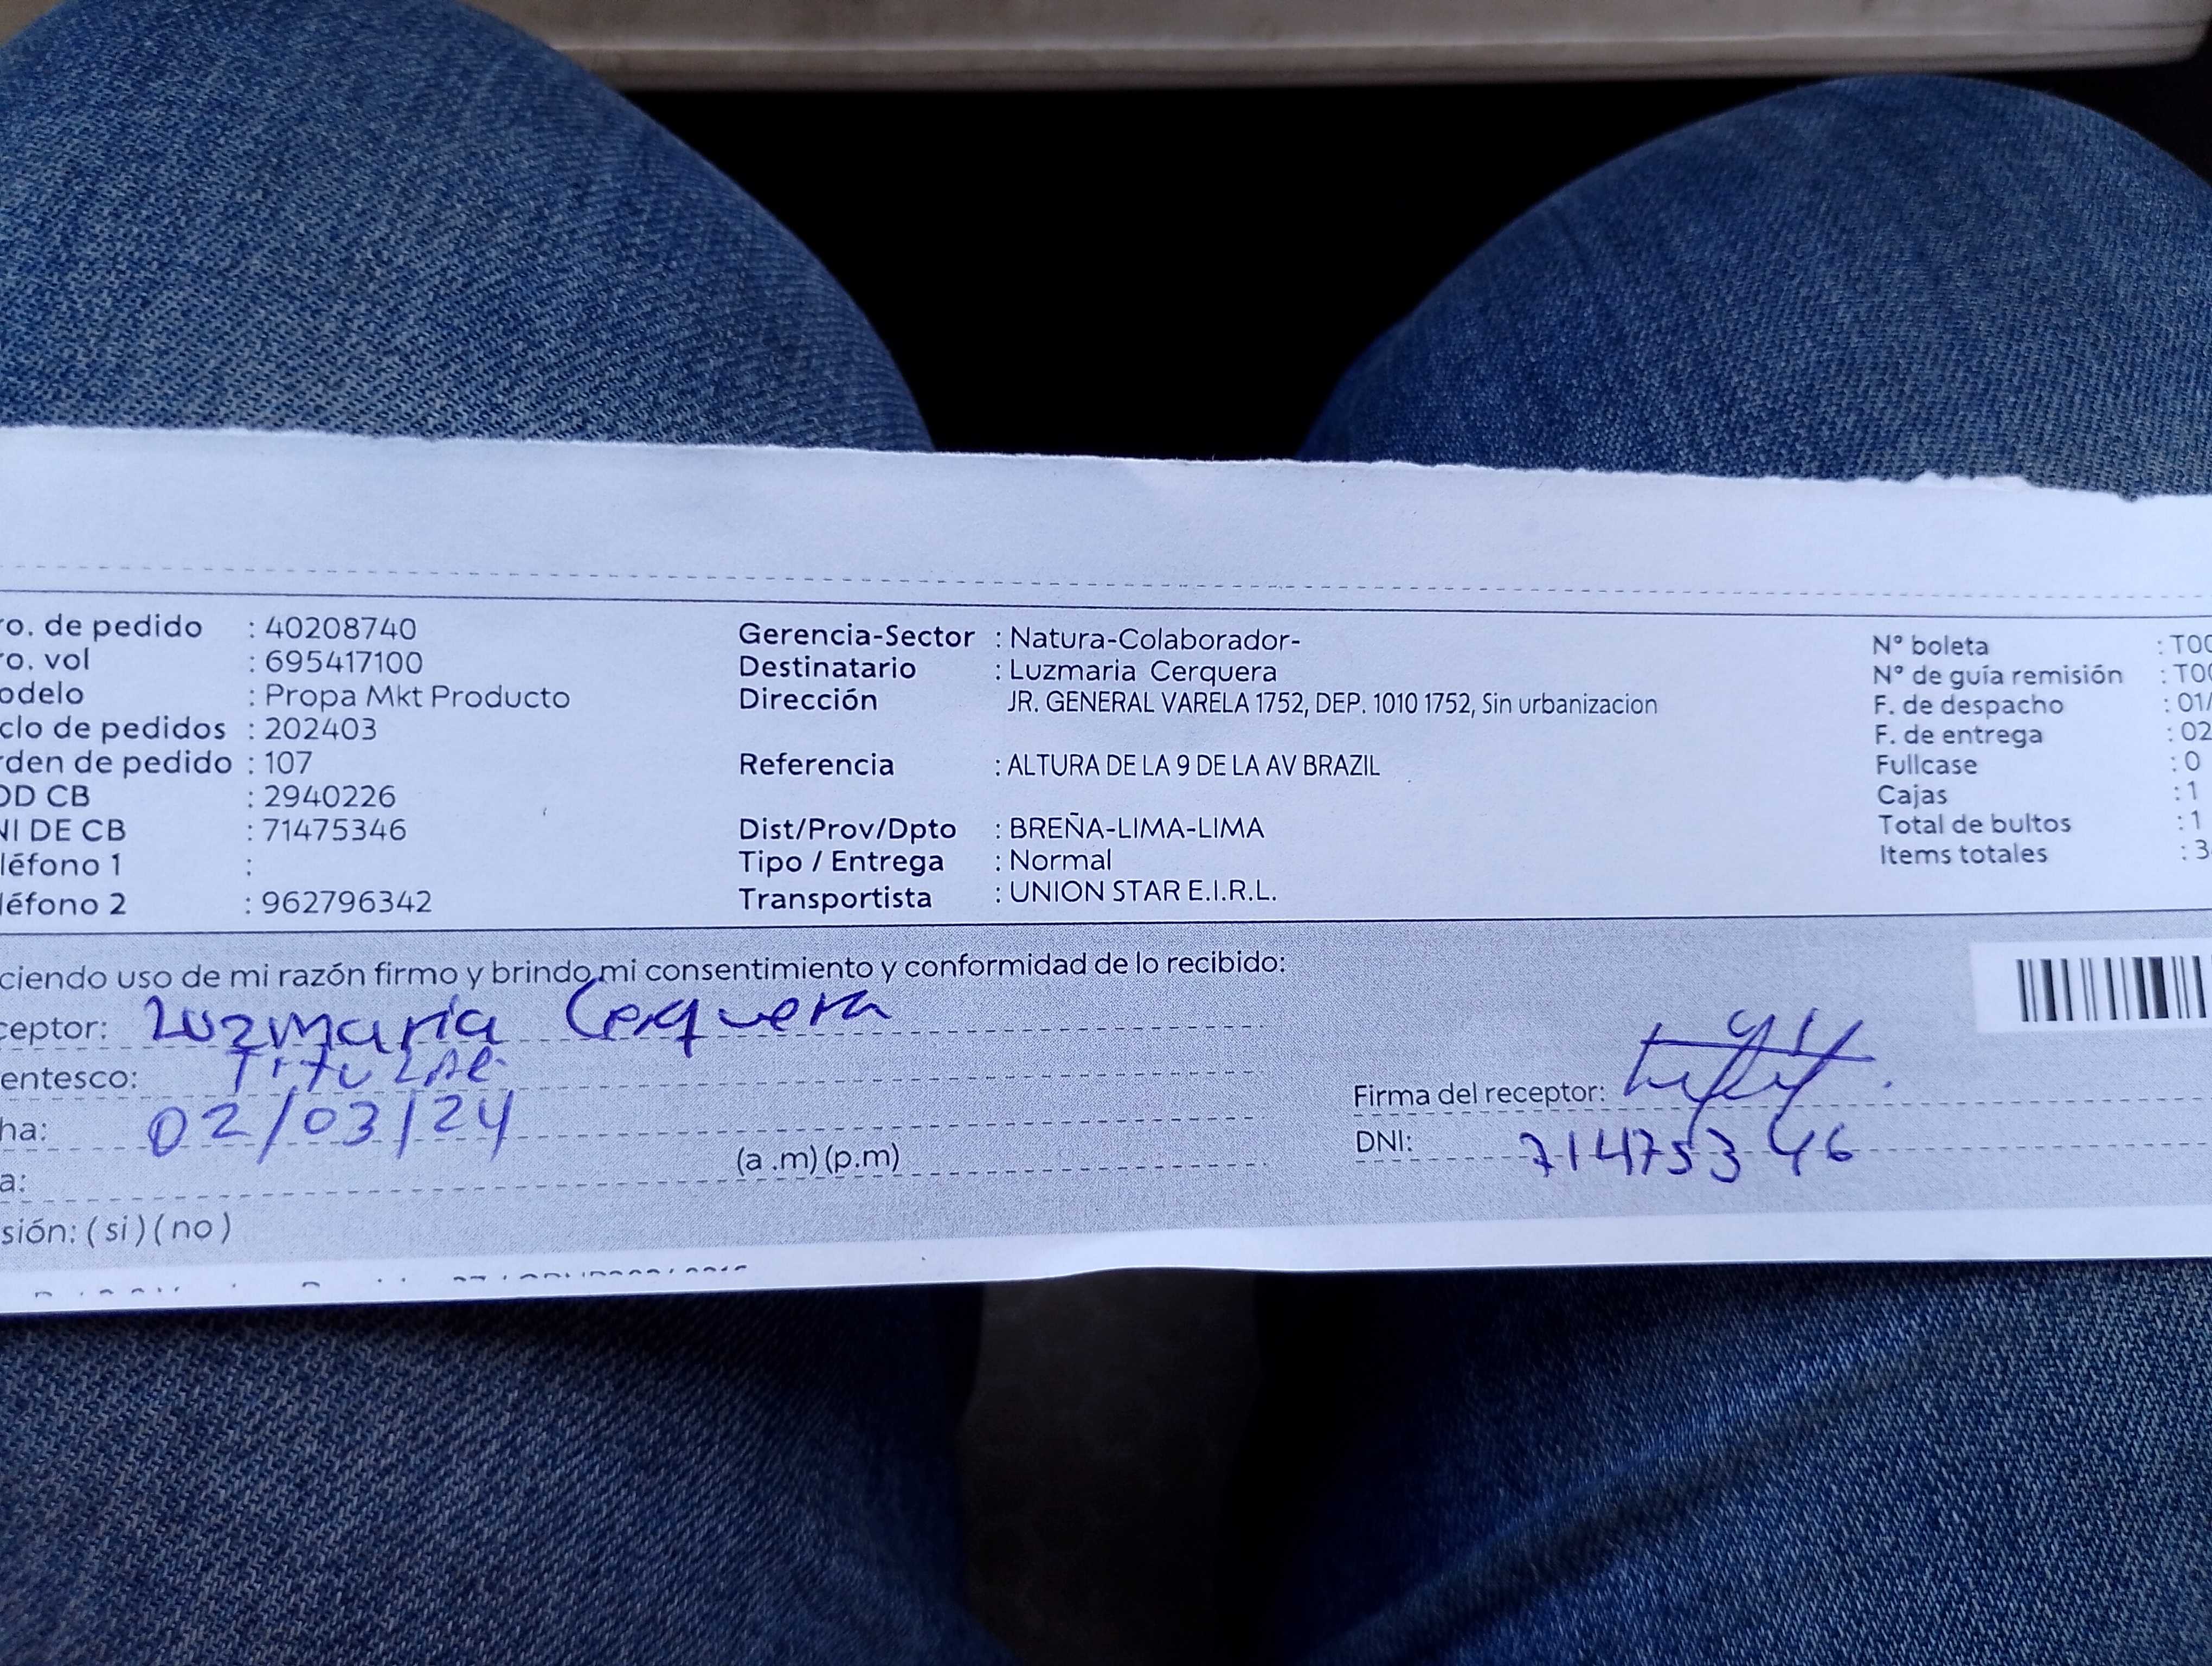 ro. de pedido : 40208740
ro. vol : 695417100
odelo : Propa Mkt Producto
clo de pedidos : 202403
rden de pedido : 107
OD CB : 2940226
NI DE CB : 71475346
léfono 1 :
léfono 2 : 962796342
Gerencia-Sector : Natura-Colaborador-
Destinatario : Luzmaria Cerquera
Dirección JR. GENERAL VARELA 1752, DEP. 1010 1752, Sin urbanizacion
Referencia : ALTURA DE LA 9 DE LA AV BRAZIL
Dist/Prov/Dpto : BREÑA-LIMA-LIMA
Tipo / Entrega : Normal
Transportista : UNION STAR E.I.R.L.
N° boleta : T00
N° de guía remisión : T00
F. de despacho : 01/
F. de entrega : 02
Fullcase : 0
Cajas : 1
Total de bultos : 1
Items totales : 3
ciendo uso de mi razón firmo y brindo mi consentimiento y conformidad de lo recibido:
ceptor: Luzmaría Cerquera
entesco: Titular
ha: 02/03/24
a: (a .m) (p.m)
sión: (si) (no)
Firma del receptor:
DNI: 71475346